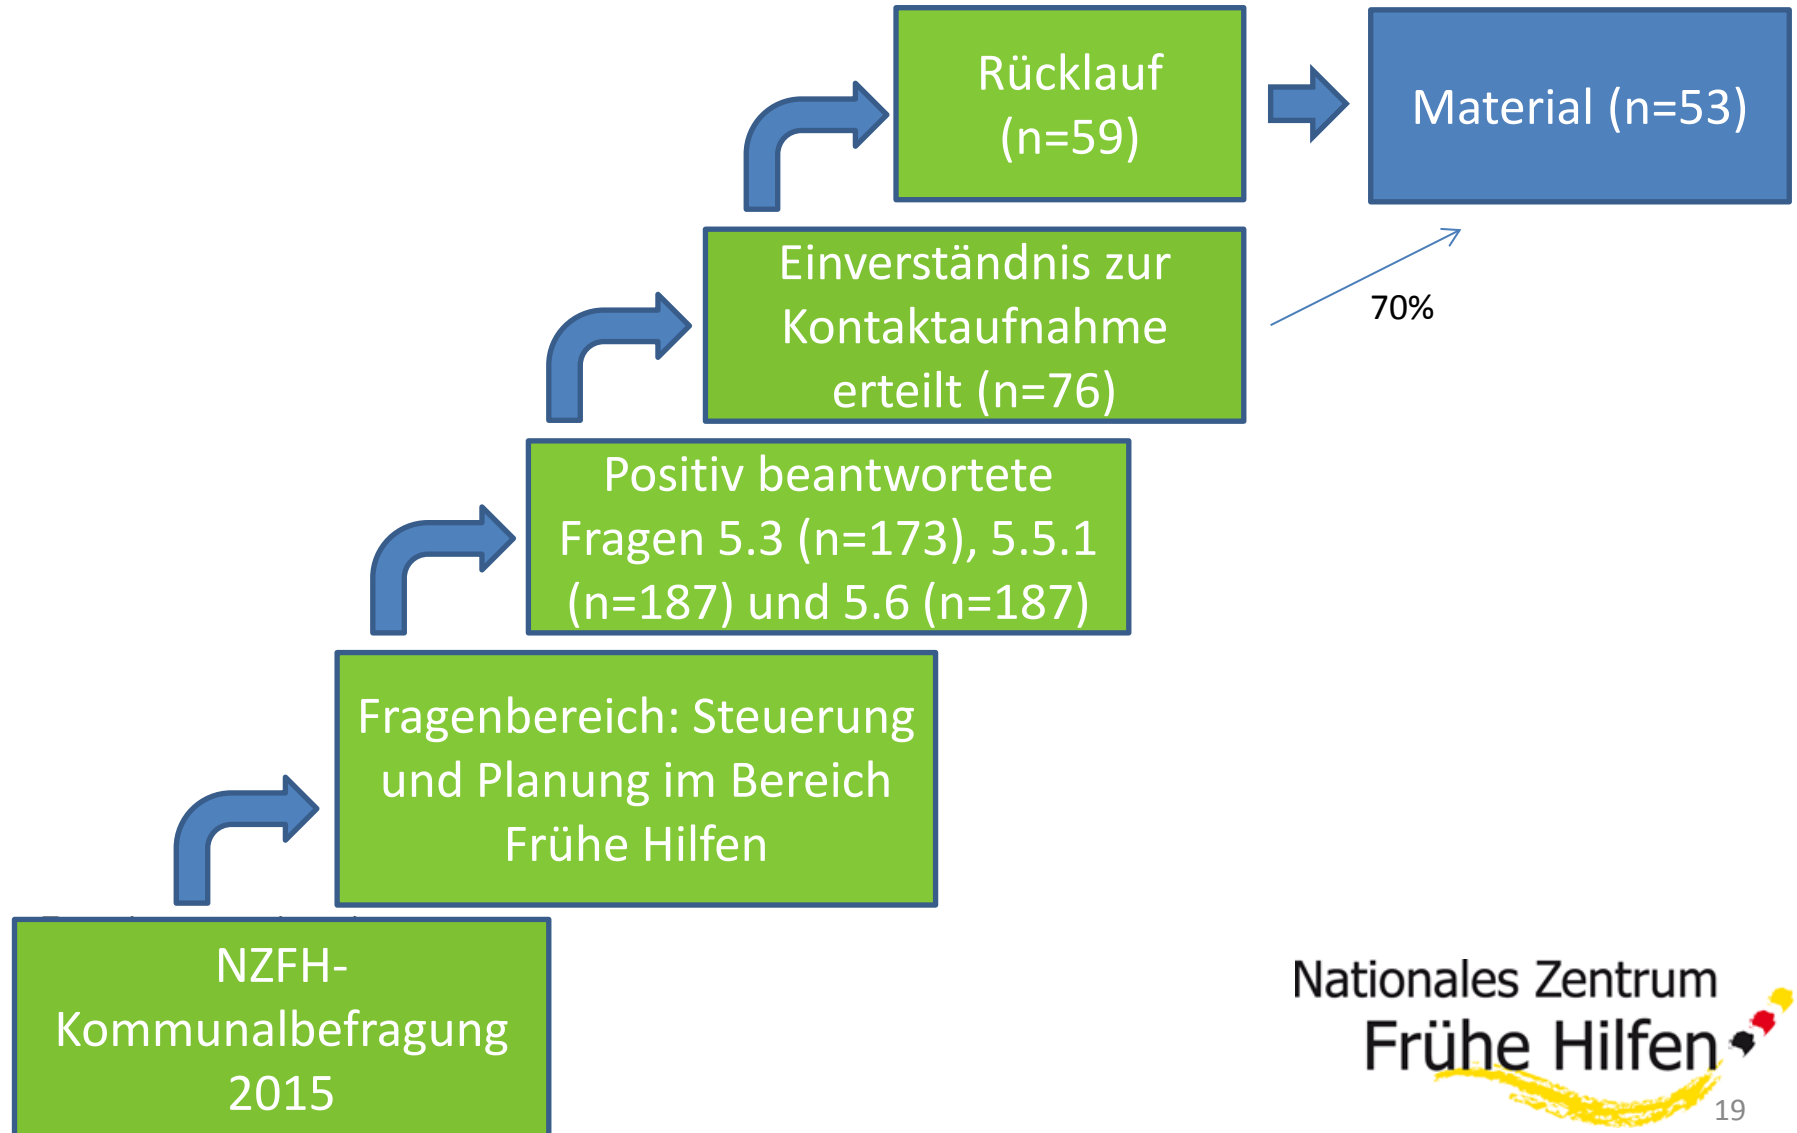 Rücklauf
(n=59)
Material (n=53)
Einverständnis zur
Kontaktaufnahme
erteilt (n=76)
70%
Positiv beantwortete
Fragen 5.3 (n=173), 5.5.1
(n=187) und 5.6 (n=187)
Fragenbereich: Steuerung
und Planung im Bereich
Frühe Hilfen
NZFH-
Kommunalbefragung
2015
Nationales Zentrum
Frühe Hilfen
19